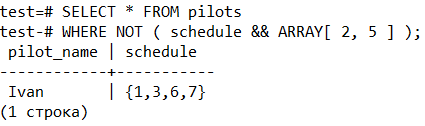 test=# SELECT * FROM pilots
test-# WHERE NOT ( schedule && ARRAY[ 2, 5 ] );
 pilot_name | schedule
------------+-----------
 Ivan       | {1,3,6,7}
(1 строка)